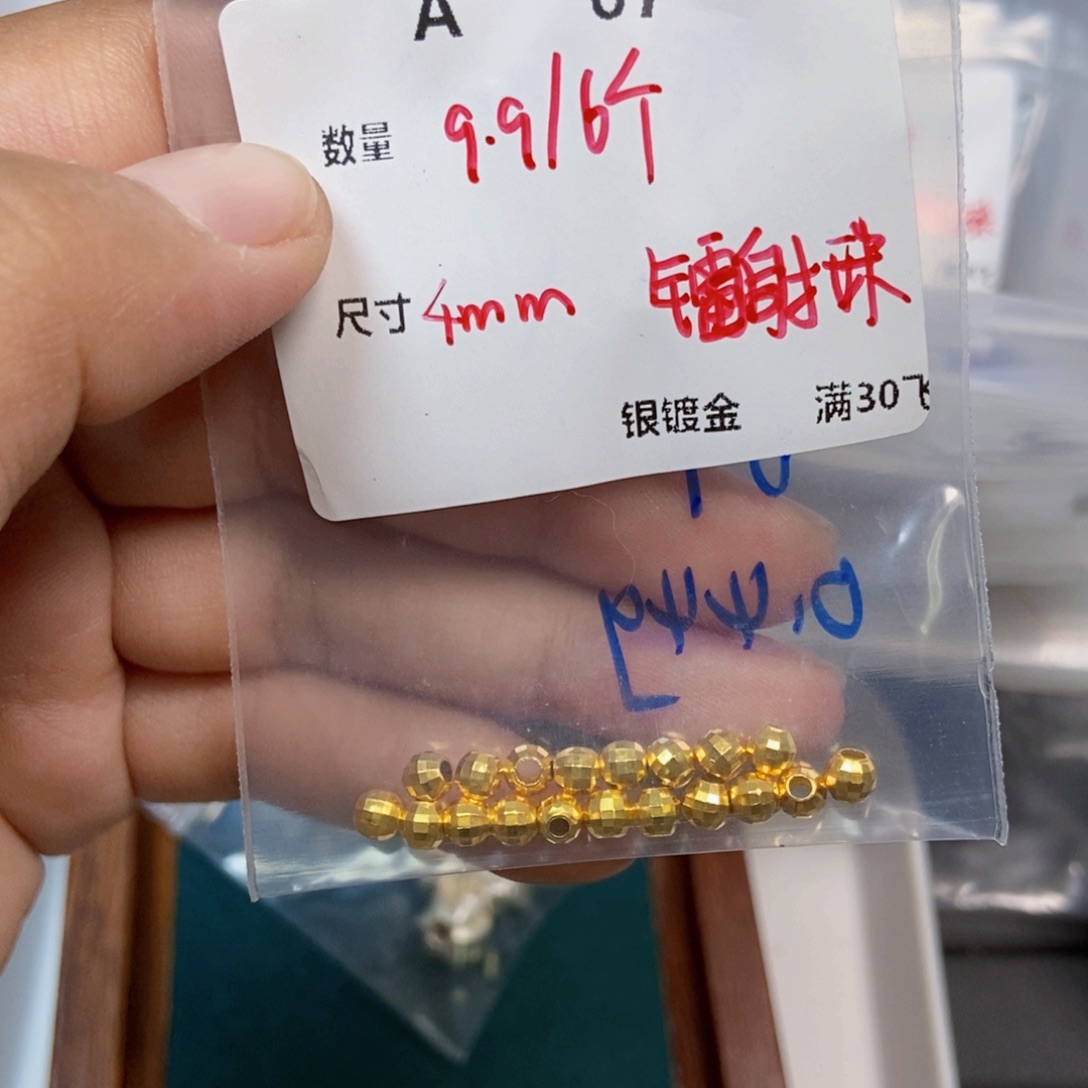 A
数量 9.9/6个
尺寸 4mm 镭射珠
银镀金 满30